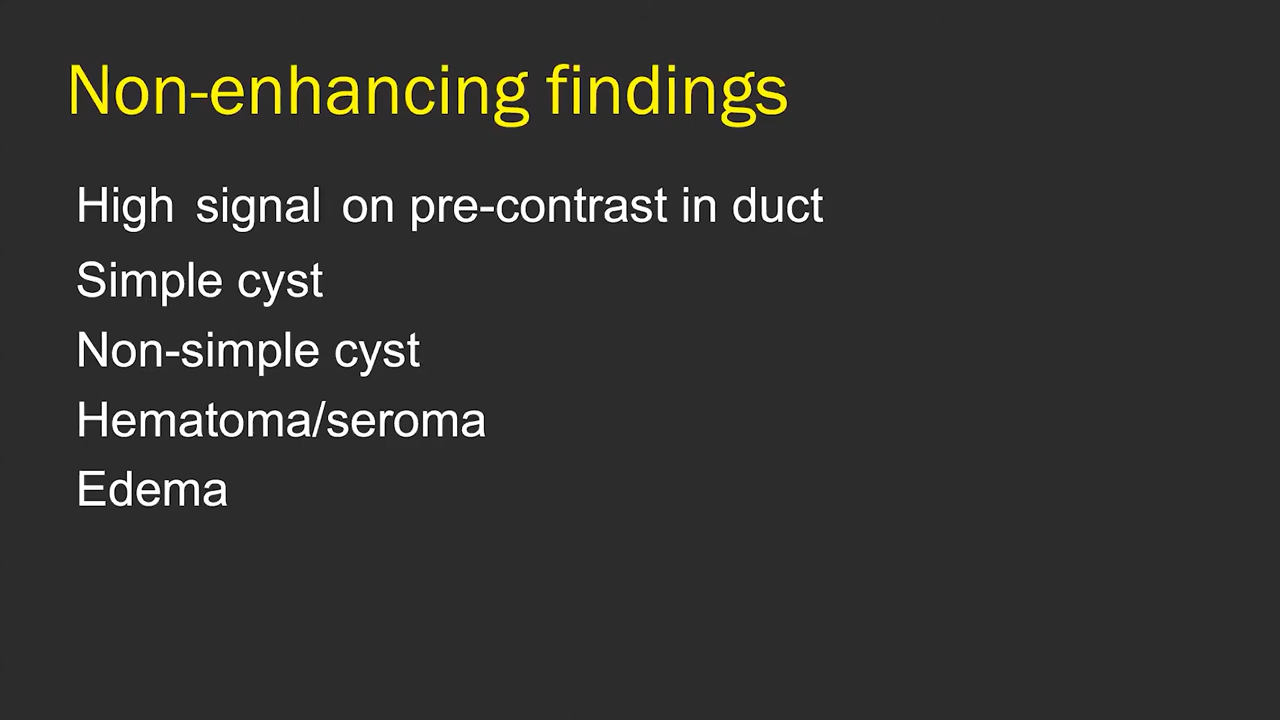 Non-enhancing findings
High signal on pre-contrast in duct
Simple cyst
Non-simple cyst
Hematoma/seroma
Edema